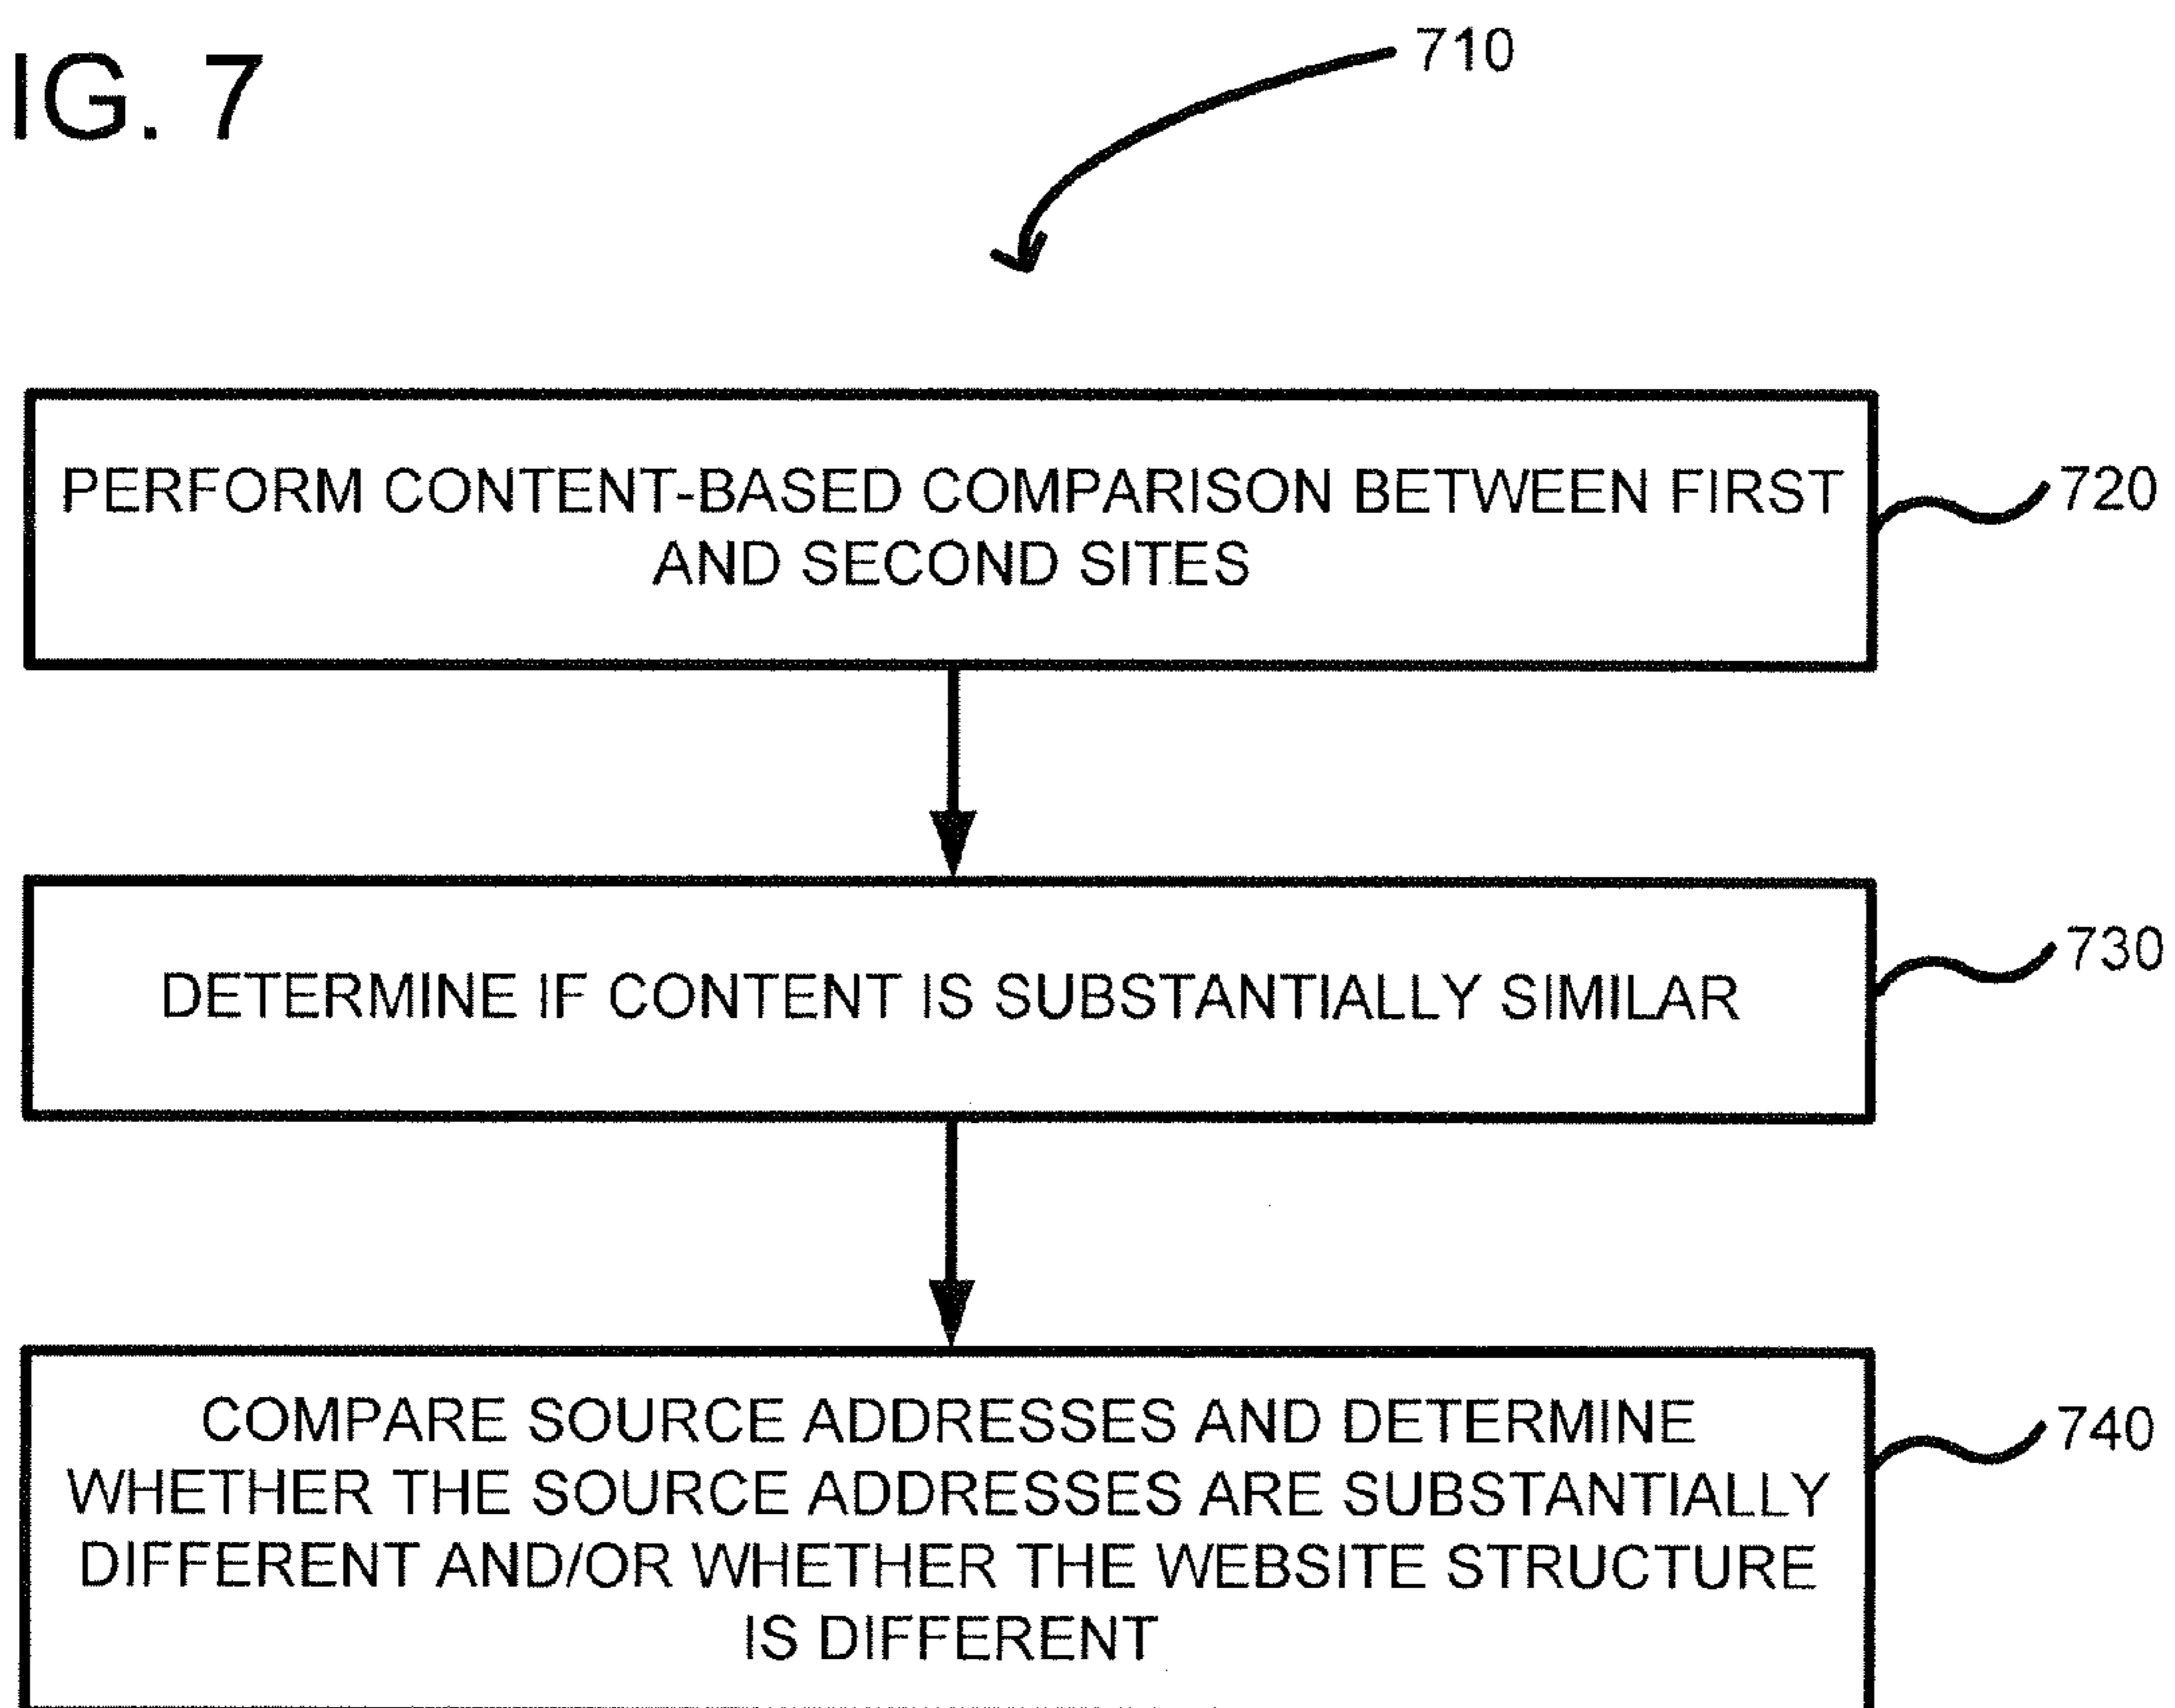 IG. 7
710
PERFORM CONTENT-BASED COMPARISON BETWEEN FIRST
AND SECOND SITES
720
DETERMINE IF CONTENT IS SUBSTANTIALLY SIMILAR
730
COMPARE SOURCE ADDRESSES AND DETERMINE
WHETHER THE SOURCE ADDRESSES ARE SUBSTANTIALLY
DIFFERENT AND/OR WHETHER THE WEBSITE STRUCTURE
IS DIFFERENT
740